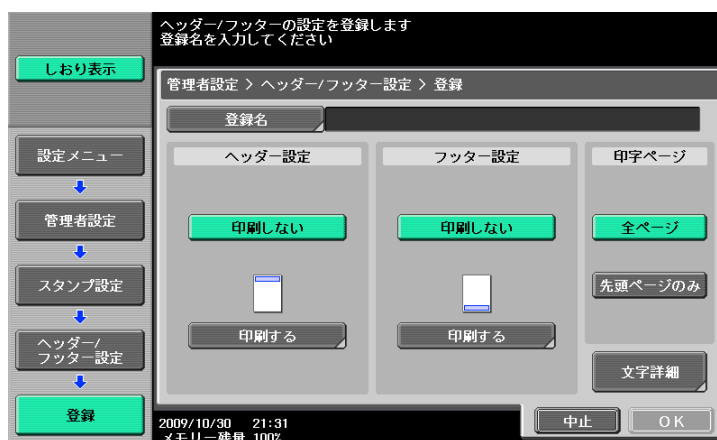 ヘッダー/フッターの設定を登録します
登録名を入力してください
しおり表示
管理者設定 > ヘッダー/フッター設定 > 登録
登録名
設定メニュー
管理者設定
スタンプ設定
ヘッダー/
フッター設定
登録
ヘッダー設定
印刷しない
印刷する
フッター設定
印刷しない
印刷する
印字ページ
全ページ
先頭ページのみ
文字詳細
2009/10/30 21:31
メモリー残量 100%
中止
OK